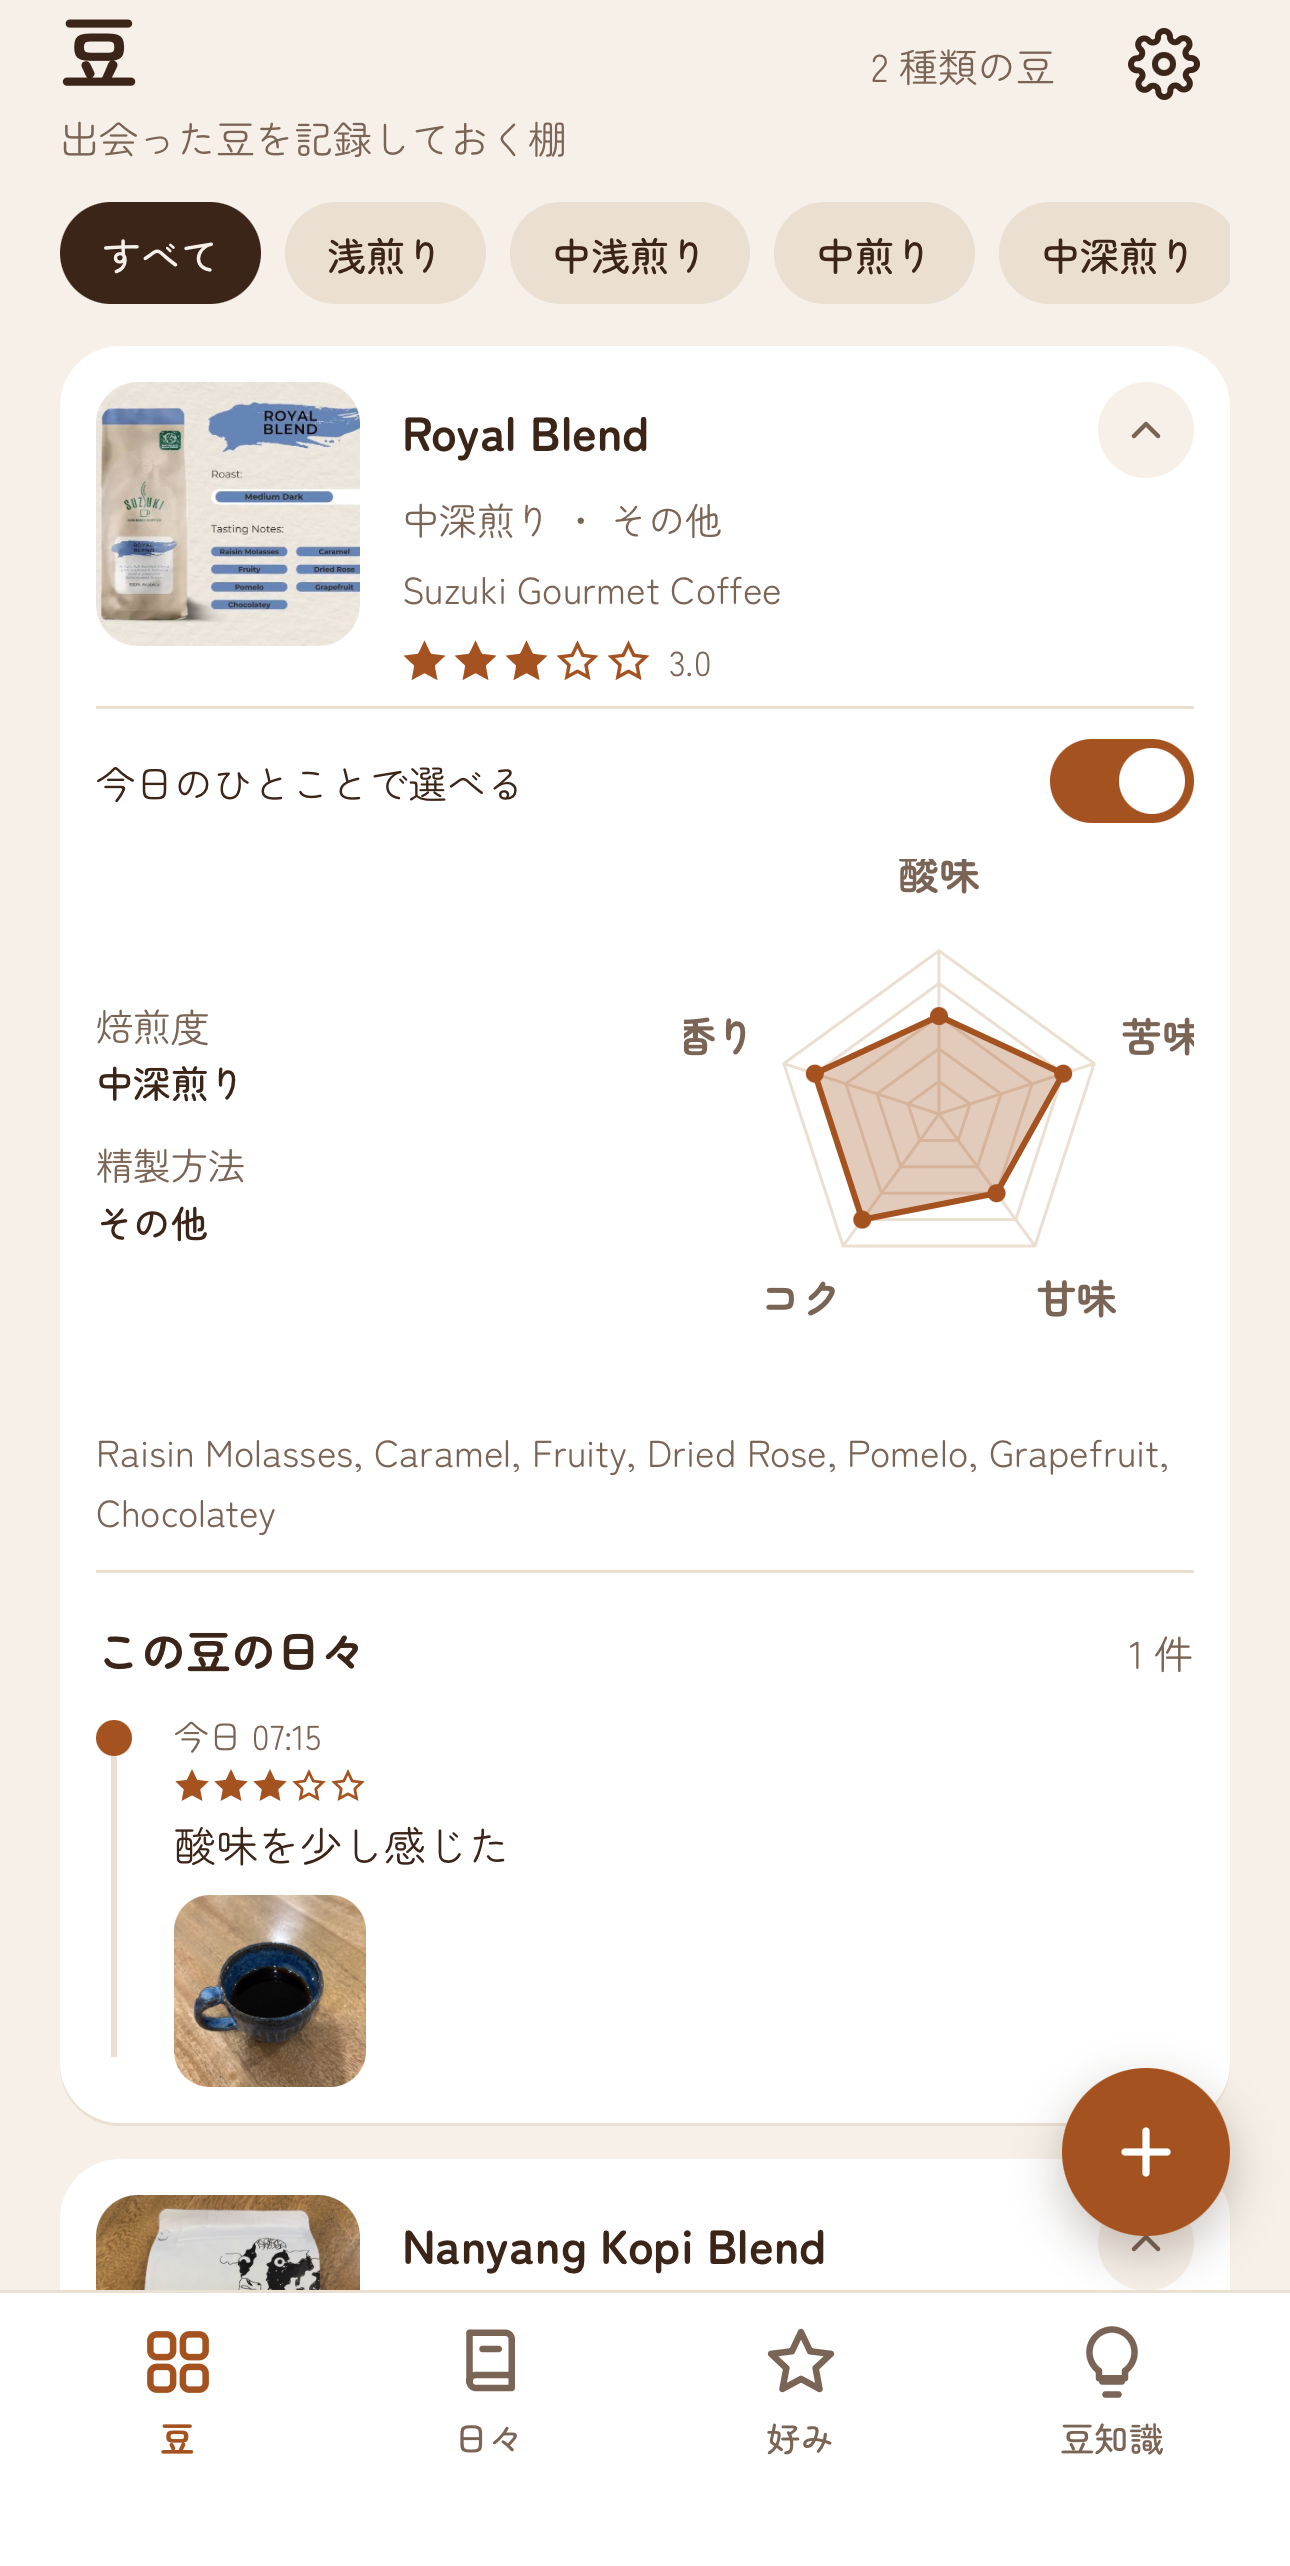 豆
2 種類の豆
出会った豆を記録しておく棚
すべて
浅煎り
中浅煎り
中煎り
中深煎り
ROYAL
BLEND
Roast:
Medium Dark
Tasting Notes:
Raisin Molasses
Caramel
Fruity
Dried Rose
Pomelo
Grapefruit
Chocolatey
SUZUKI
Royal Blend
中深煎り ・ その他
Suzuki Gourmet Coffee
3.0
今日のひとことで選べる
酸味
香り
苦味
コク
甘味
焙煎度
中深煎り
精製方法
その他
Raisin Molasses, Caramel, Fruity, Dried Rose, Pomelo, Grapefruit,
Chocolatey
この豆の日々
1 件
今日 07:15
酸味を少し感じた
Nanyang Kopi Blend
豆
日々
好み
豆知識